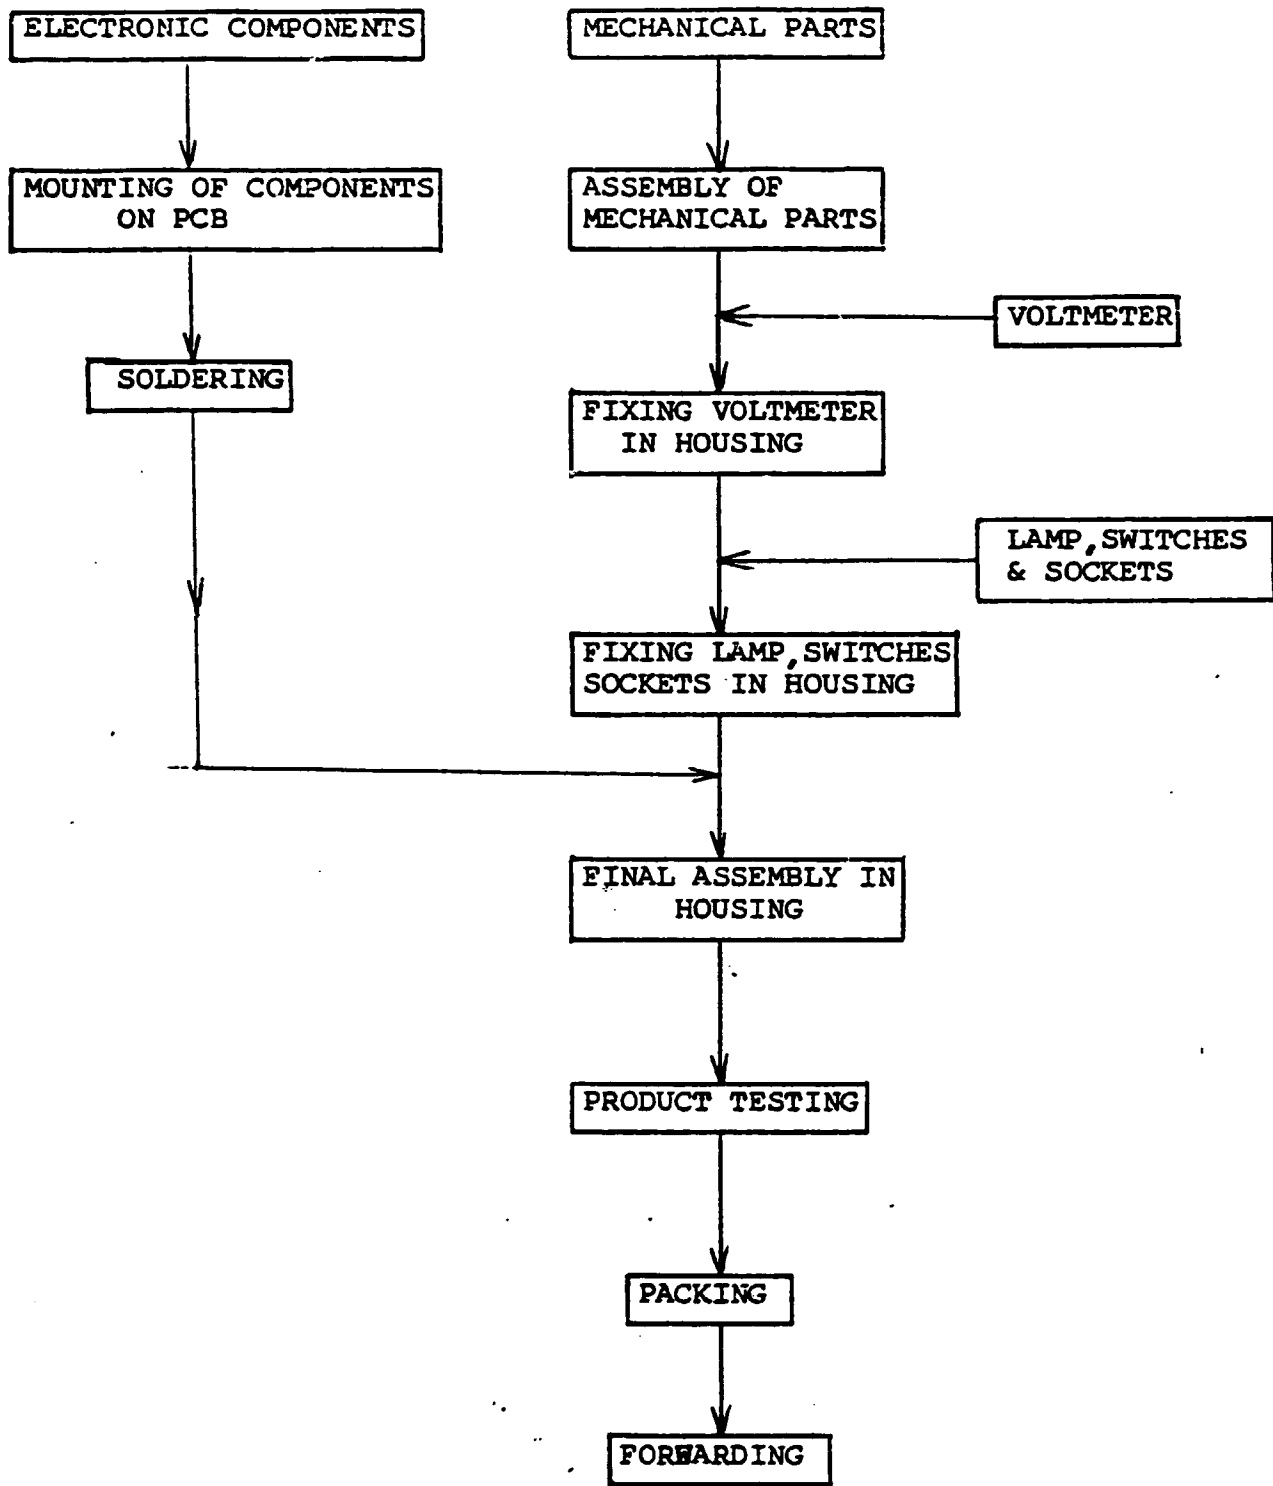 ELECTRONIC COMPONENTS
MECHANICAL PARTS
MOUNTING OF COMPONENTS
ON PCB
ASSEMBLY OF
MECHANICAL PARTS
VOLTMETER
SOLDERING
FIXING VOLTMETER
IN HOUSING
LAMP,SWITCHES
& SOCKETS
FIXING LAMP,SWITCHES
SOCKETS IN HOUSING
FINAL ASSEMBLY IN
HOUSING
PRODUCT TESTING
PACKING
FORWARDING